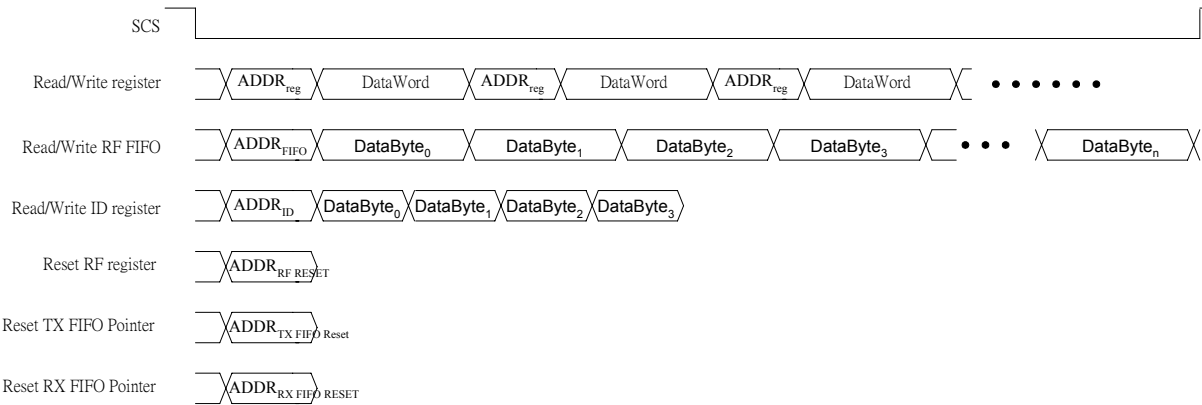 SCS
Read/Write register ADDRreg DataWord ADDRreg DataWord ADDRreg DataWord
Read/Write RF FIFO ADDRFIFO DataByte0 DataByte1 DataByte2 DataByte3 DataByten
Read/Write ID register ADDRID DataByte0 DataByte1 DataByte2 DataByte3
Reset RF register ADDRRF RESET
Reset TX FIFO Pointer ADDRTX FIFO Reset
Reset RX FIFO Pointer ADDRRX FIFO RESET